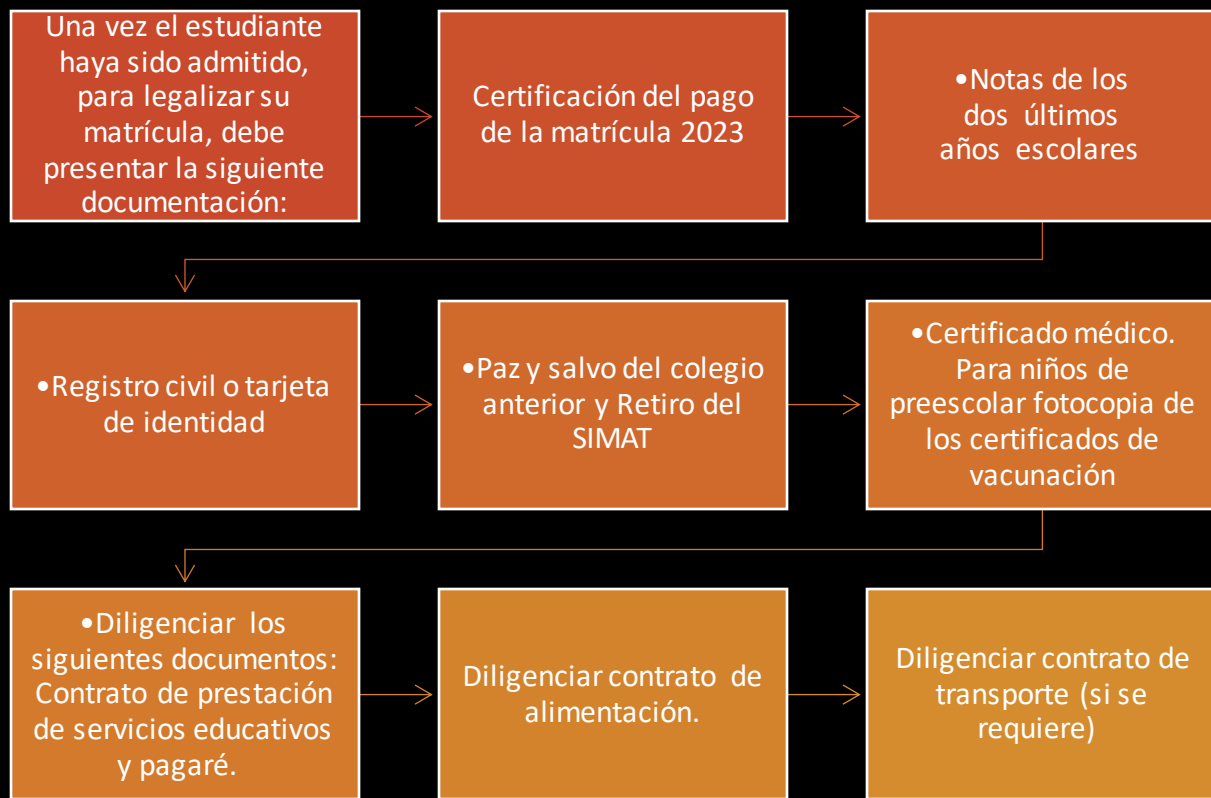 Una vez el estudiante
haya sido admitido,
para legalizar su
matrícula, debe
presentar la siguiente
documentación:
Certificación del pago
de la matrícula 2023
•Notas de los
dos últimos
años escolares
•Registro civil o tarjeta
de identidad
•Paz y salvo del colegio
anterior y Retiro del
SIMAT
•Certificado médico.
Para niños de
preescolar fotocopia de
los certificados de
vacunación
•Diligenciar los
siguientes documentos:
Contrato de prestación
de servicios educativos
y pagaré.
Diligenciar contrato de
alimentación.
Diligenciar contrato de
transporte (si se
requiere)